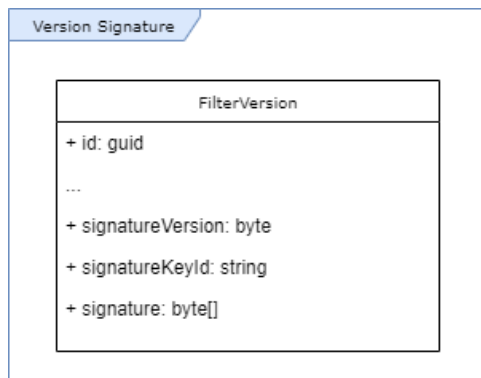 Version Signature
FilterVersion
+ id: guid
...
+ signatureVersion: byte
+ signatureKeyId: string
+ signature: byte[]